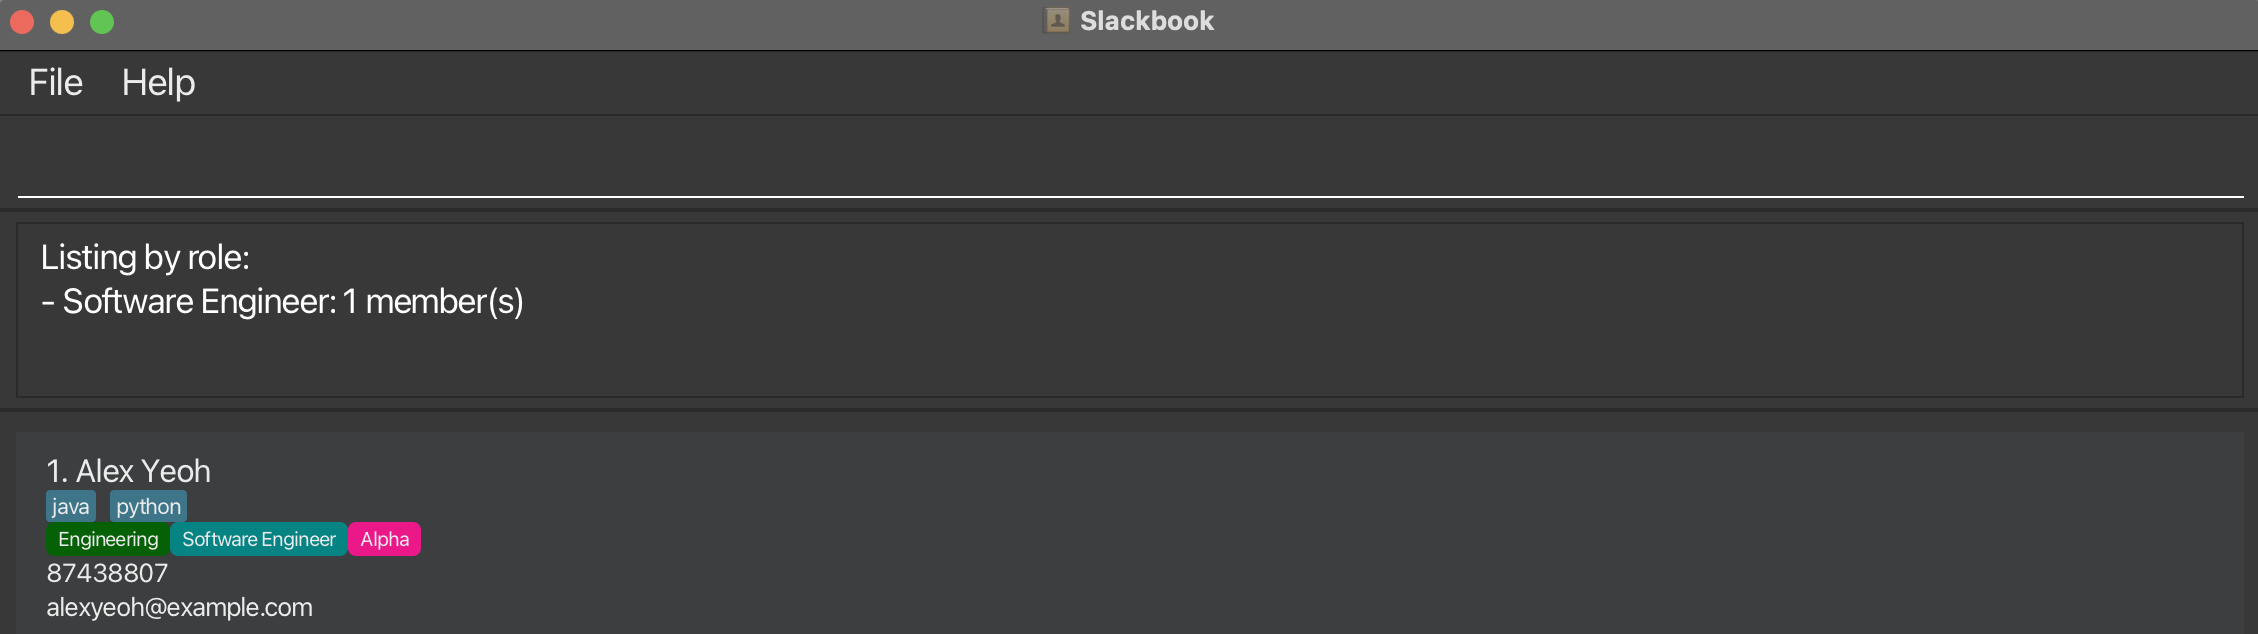 Slackbook
File Help
Listing by role:
- Software Engineer: 1 member(s)
1. Alex Yeoh
java python
Engineering Software Engineer Alpha
87438807
alexyeoh@example.com